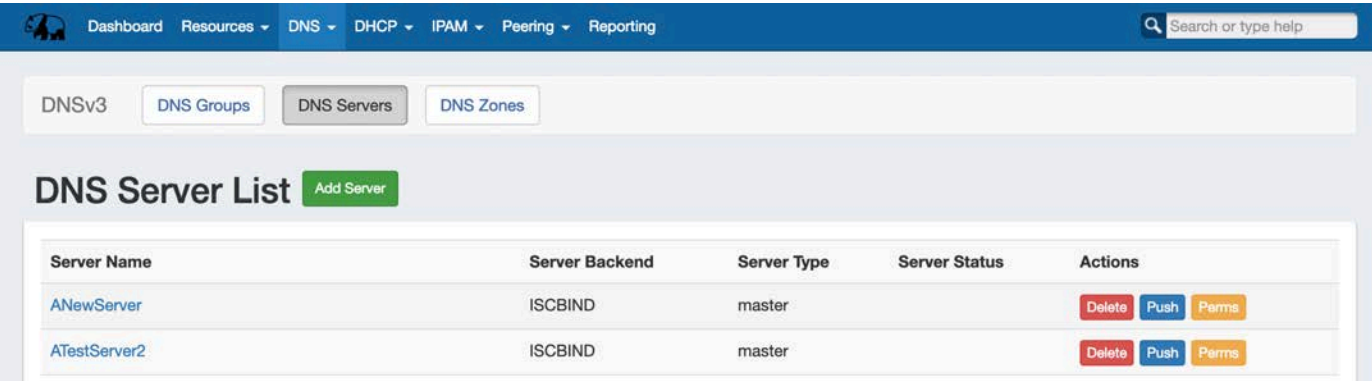 Dashboard Resources DNS DHCP IPAM Peering Reporting Search or type help
DNSv3 DNS Groups DNS Servers DNS Zones
DNS Server List Add Server
Server Name Server Backend Server Type Server Status Actions
ANewServer ISCBIND master Delete Push Perms
ATestServer2 ISCBIND master Delete Push Perms